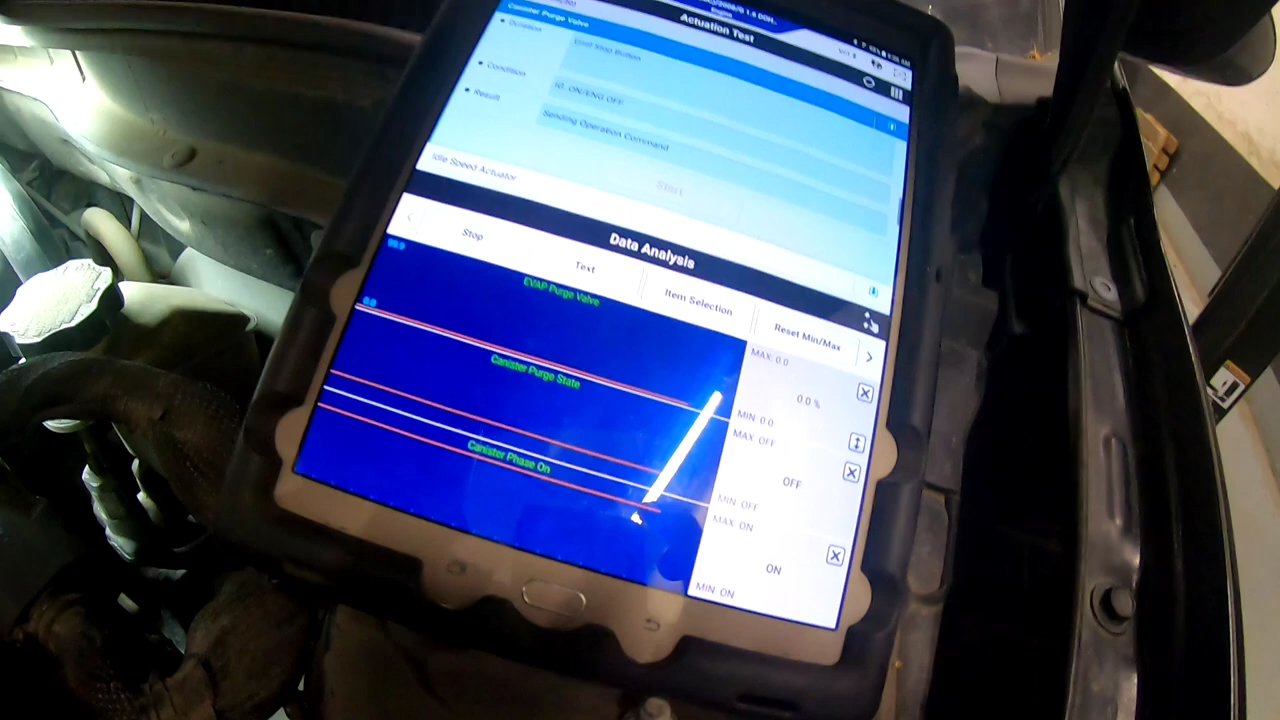 Actuation Test
Canister Purge Valve
Duration
Until Stop Button
Condition
IG. ON/ENG.OFF
Result
Sending Operation Command
Start
Idle Speed Actuator
Data Analysis
Stop
Text
Item Selection
Reset Min/Max
EVAP Purge Valve
0.0
MAX: 0.0
0.0 %
MIN: 0.0
Canister Purge State
MAX: OFF
OFF
MIN: OFF
Canister Phaze On
MAX: ON
ON
MIN: ON